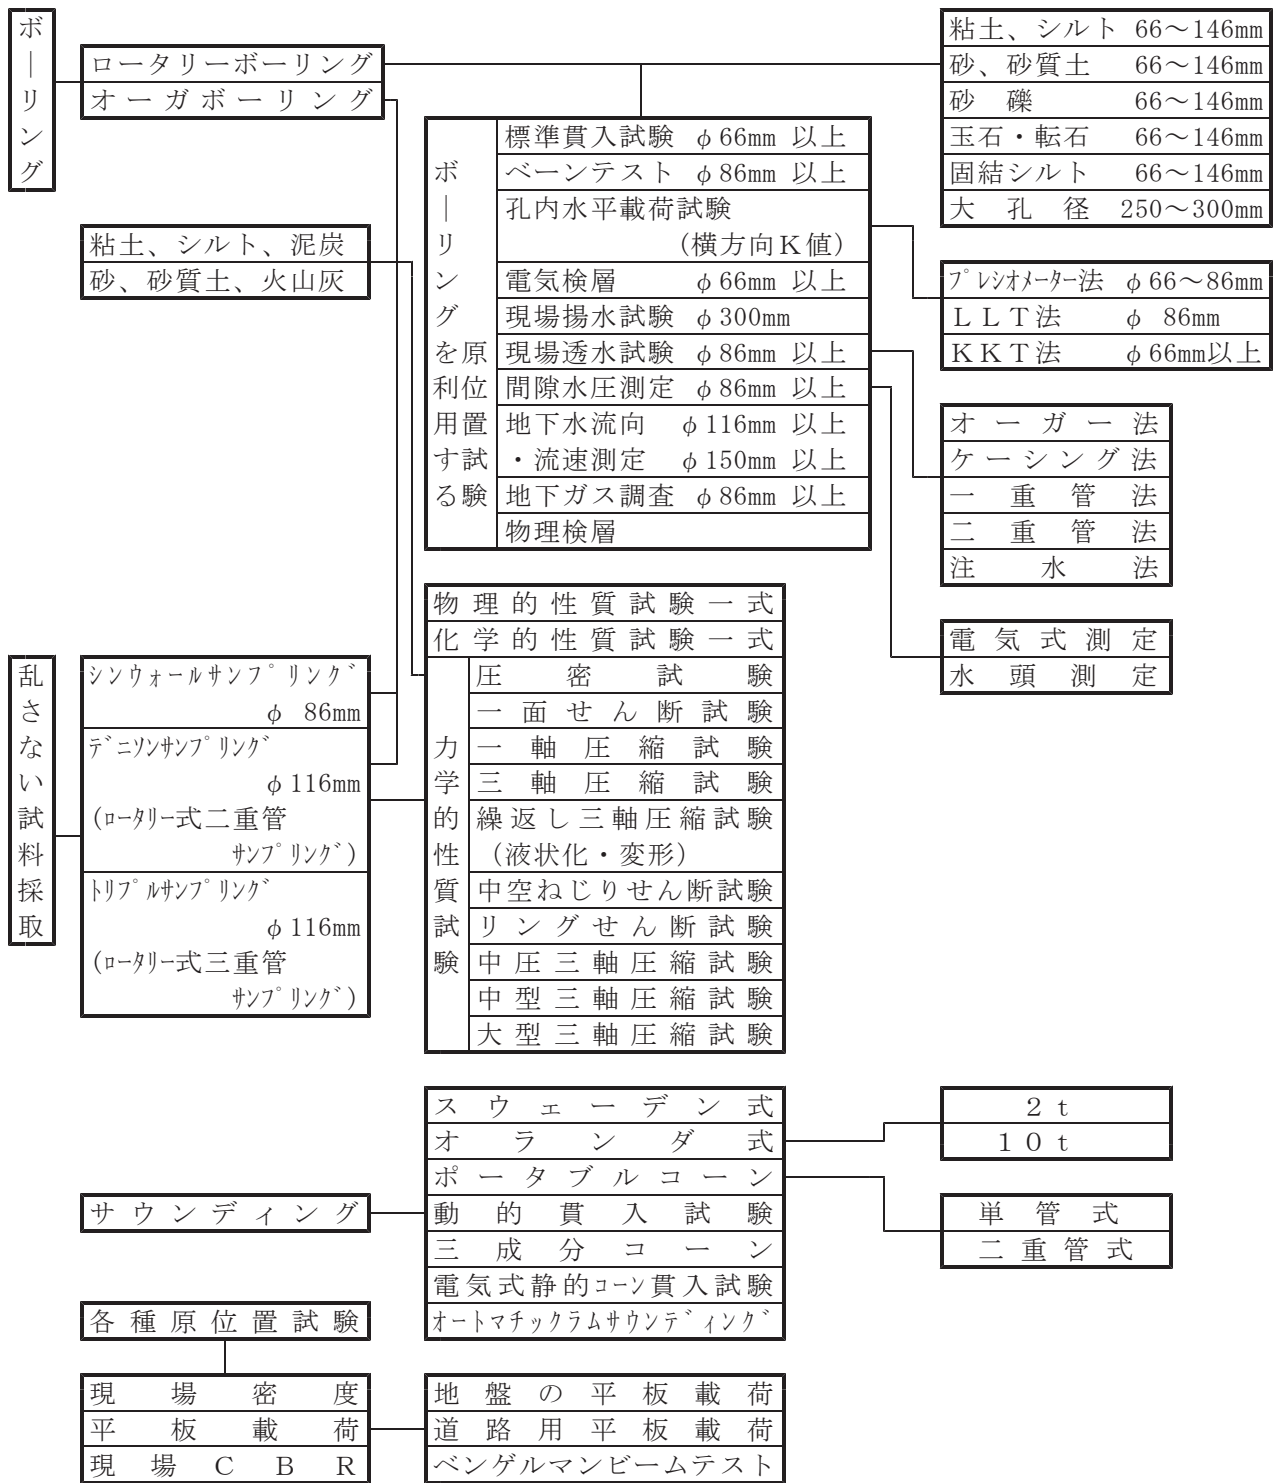 ボーリング
ロータリーボーリング
オーガボーリング
粘土、シルト 66～146mm
砂、砂質土 66～146mm
砂礫 66～146mm
玉石・転石 66～146mm
固結シルト 66～146mm
大孔径 250～300mm
ボーリングを利用する
原位置試験
標準貫入試験 φ66mm 以上
ベーンテスト φ86mm 以上
孔内水平載荷試験
(横方向K値)
電気検層 φ66mm 以上
現場揚水試験 φ300mm
現場透水試験 φ86mm 以上
間隙水圧測定 φ86mm 以上
地下水流向 φ116mm 以上
・流速測定 φ150mm 以上
地下ガス調査 φ86mm 以上
物理検層
粘土、シルト、泥炭
砂、砂質土、火山灰
プレシオメーター法 φ66～86mm
LLT法 φ 86mm
KKT法 φ66mm以上
オーガー法
ケーシング法
一重管法
二重管法
注水法
電気式測定
水頭測定
乱さない試料採取
シンウォールサンプリング
φ 86mm
デニソンサンプリング
φ116mm
(ロータリー式二重管
サンプリング)
トリプルサンプリング
φ116mm
(ロータリー式三重管
サンプリング)
物理的性質試験一式
化学的性質試験一式
力学的性質試験
圧密試験
一面せん断試験
一軸圧縮試験
三軸圧縮試験
繰返し三軸圧縮試験
(液状化・変形)
中空ねじりせん断試験
リングせん断試験
中圧三軸圧縮試験
中型三軸圧縮試験
大型三軸圧縮試験
サウンディング
スウェーデン式
オランダ式
ポータブルコーン
動的貫入試験
三成分コーン
電気式静的コーン貫入試験
オートマチックラムサウンディング
2t
10t
単管式
二重管式
各種原位置試験
現場密度
平板載荷
現場CBR
地盤の平板載荷
道路用平板載荷
ベンゲルマンビームテスト